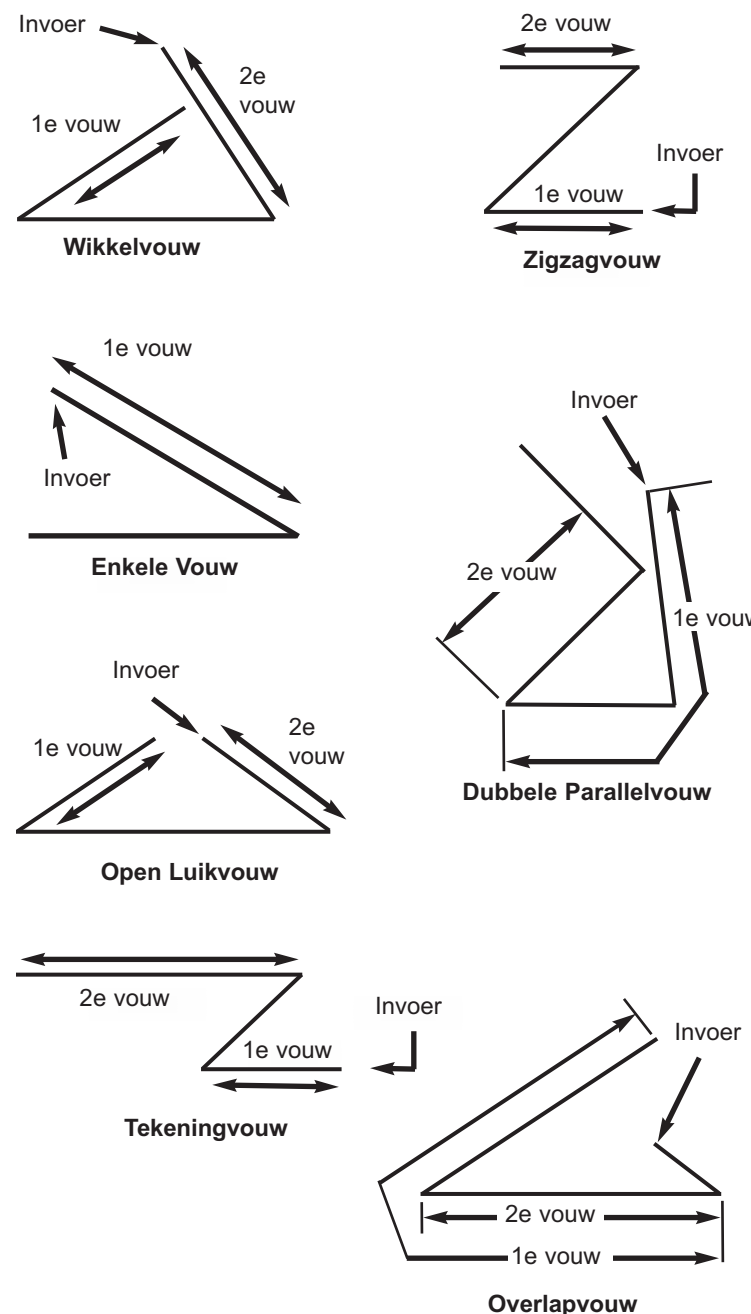 Invoer
2e
vouw
1e vouw
Wikkelvouw
2e vouw
Invoer
1e vouw
Zigzagvouw
1e vouw
Invoer
Enkele Vouw
Invoer
2e vouw
1e vouw
Dubbele Parallelvouw
Invoer
1e vouw
2e
vouw
Open Luikvouw
2e vouw
Invoer
1e vouw
Tekeningvouw
Invoer
2e vouw
1e vouw
Overlapvouw